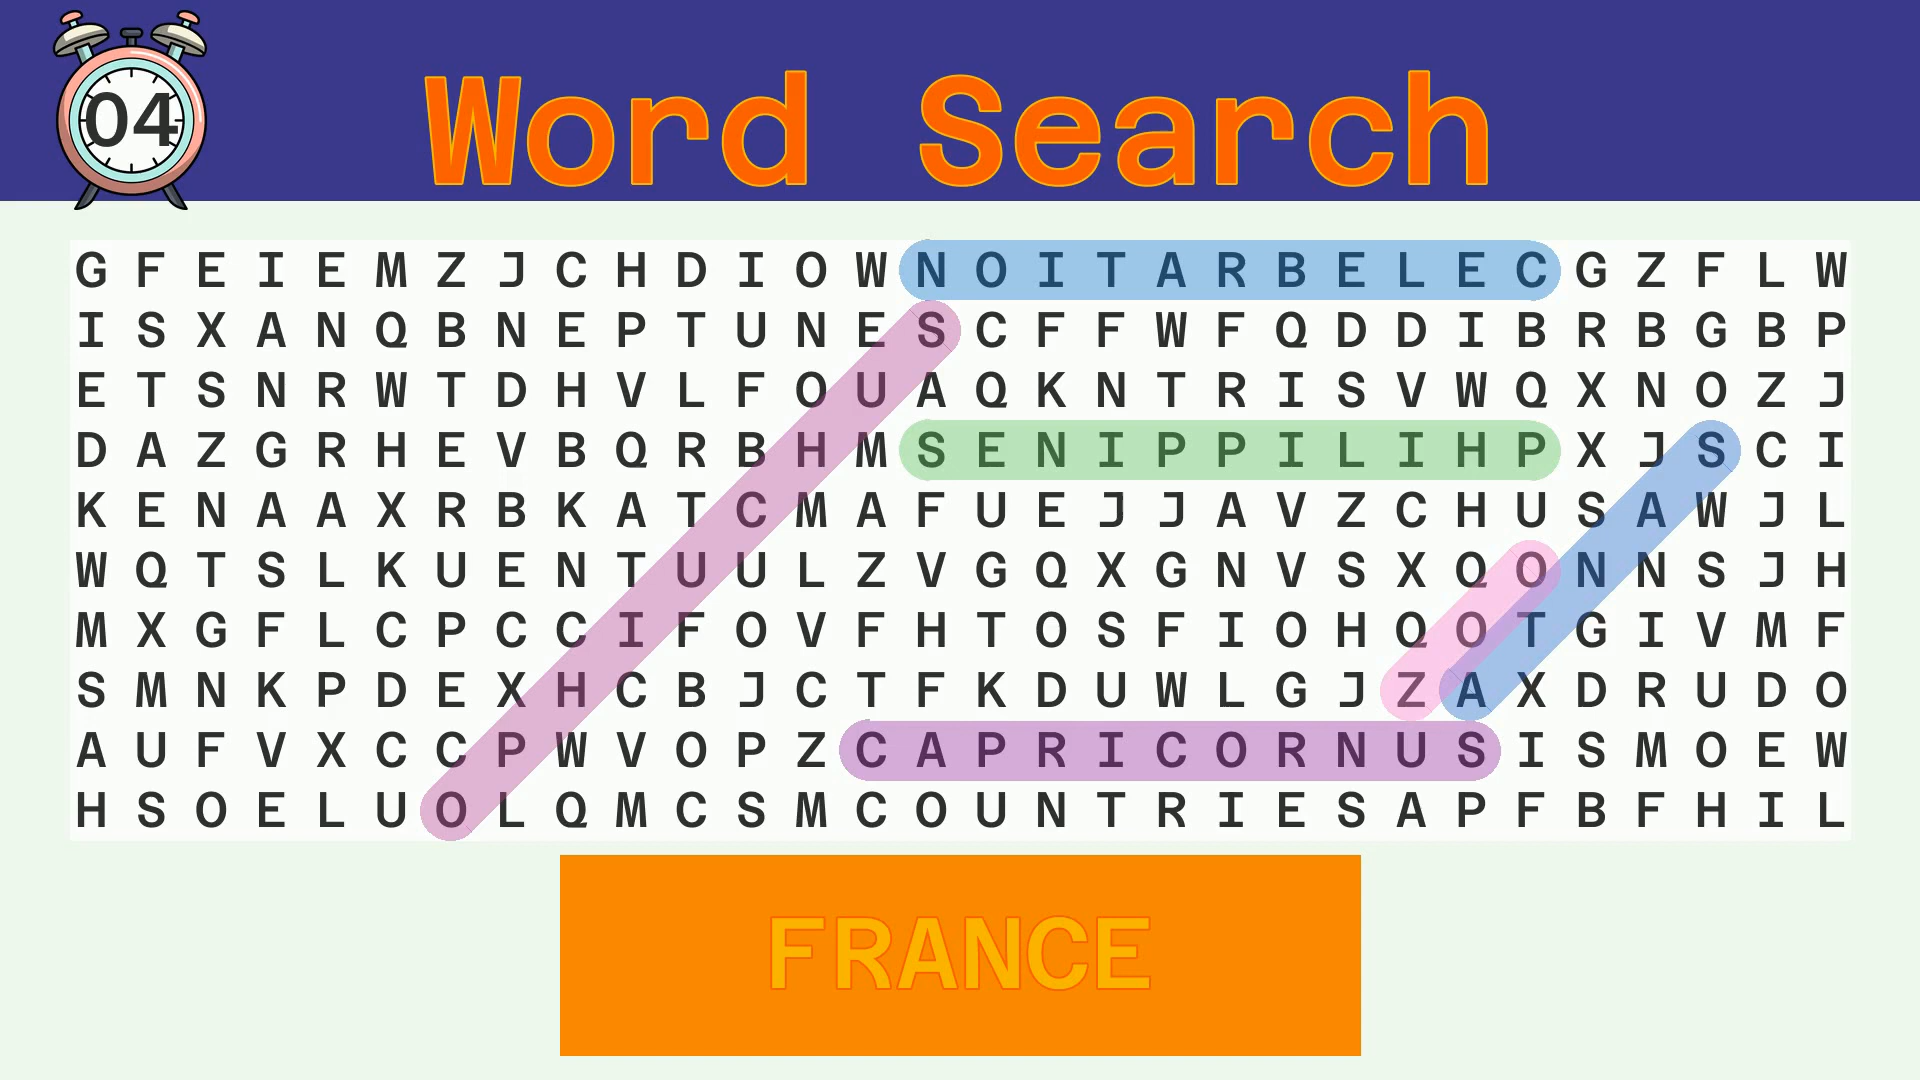 04
Word Search
G F E I E M Z J C H D I O W N O I T A R B E L E C G Z F L W
I S X A N Q B N E P T U N E S C F F W F Q D D I B R B G B P
E T S N R W T D H V L F O U A Q K N T R I S V W Q X N O Z J
D A Z G R H E V B Q R B H M S E N I P P I L I H P X J S C I
K E N A A X R B K A T C M A F U E J J A V Z C H U S A W J L
W Q T S L K U E N T U U L Z V G Q X G N V S X Q O N N S J H
M X G F L C P C C I F O V F H T O S F I O H Q O T G I V M F
S M N K P D E X H C B J C T F K D U W L G J Z A X D R U D O
A U F V X C C P W V O P Z C A P R I C O R N U S I S M O E W
H S O E L U O L Q M C S M C O U N T R I E S A P F B F H I L
FRANCE